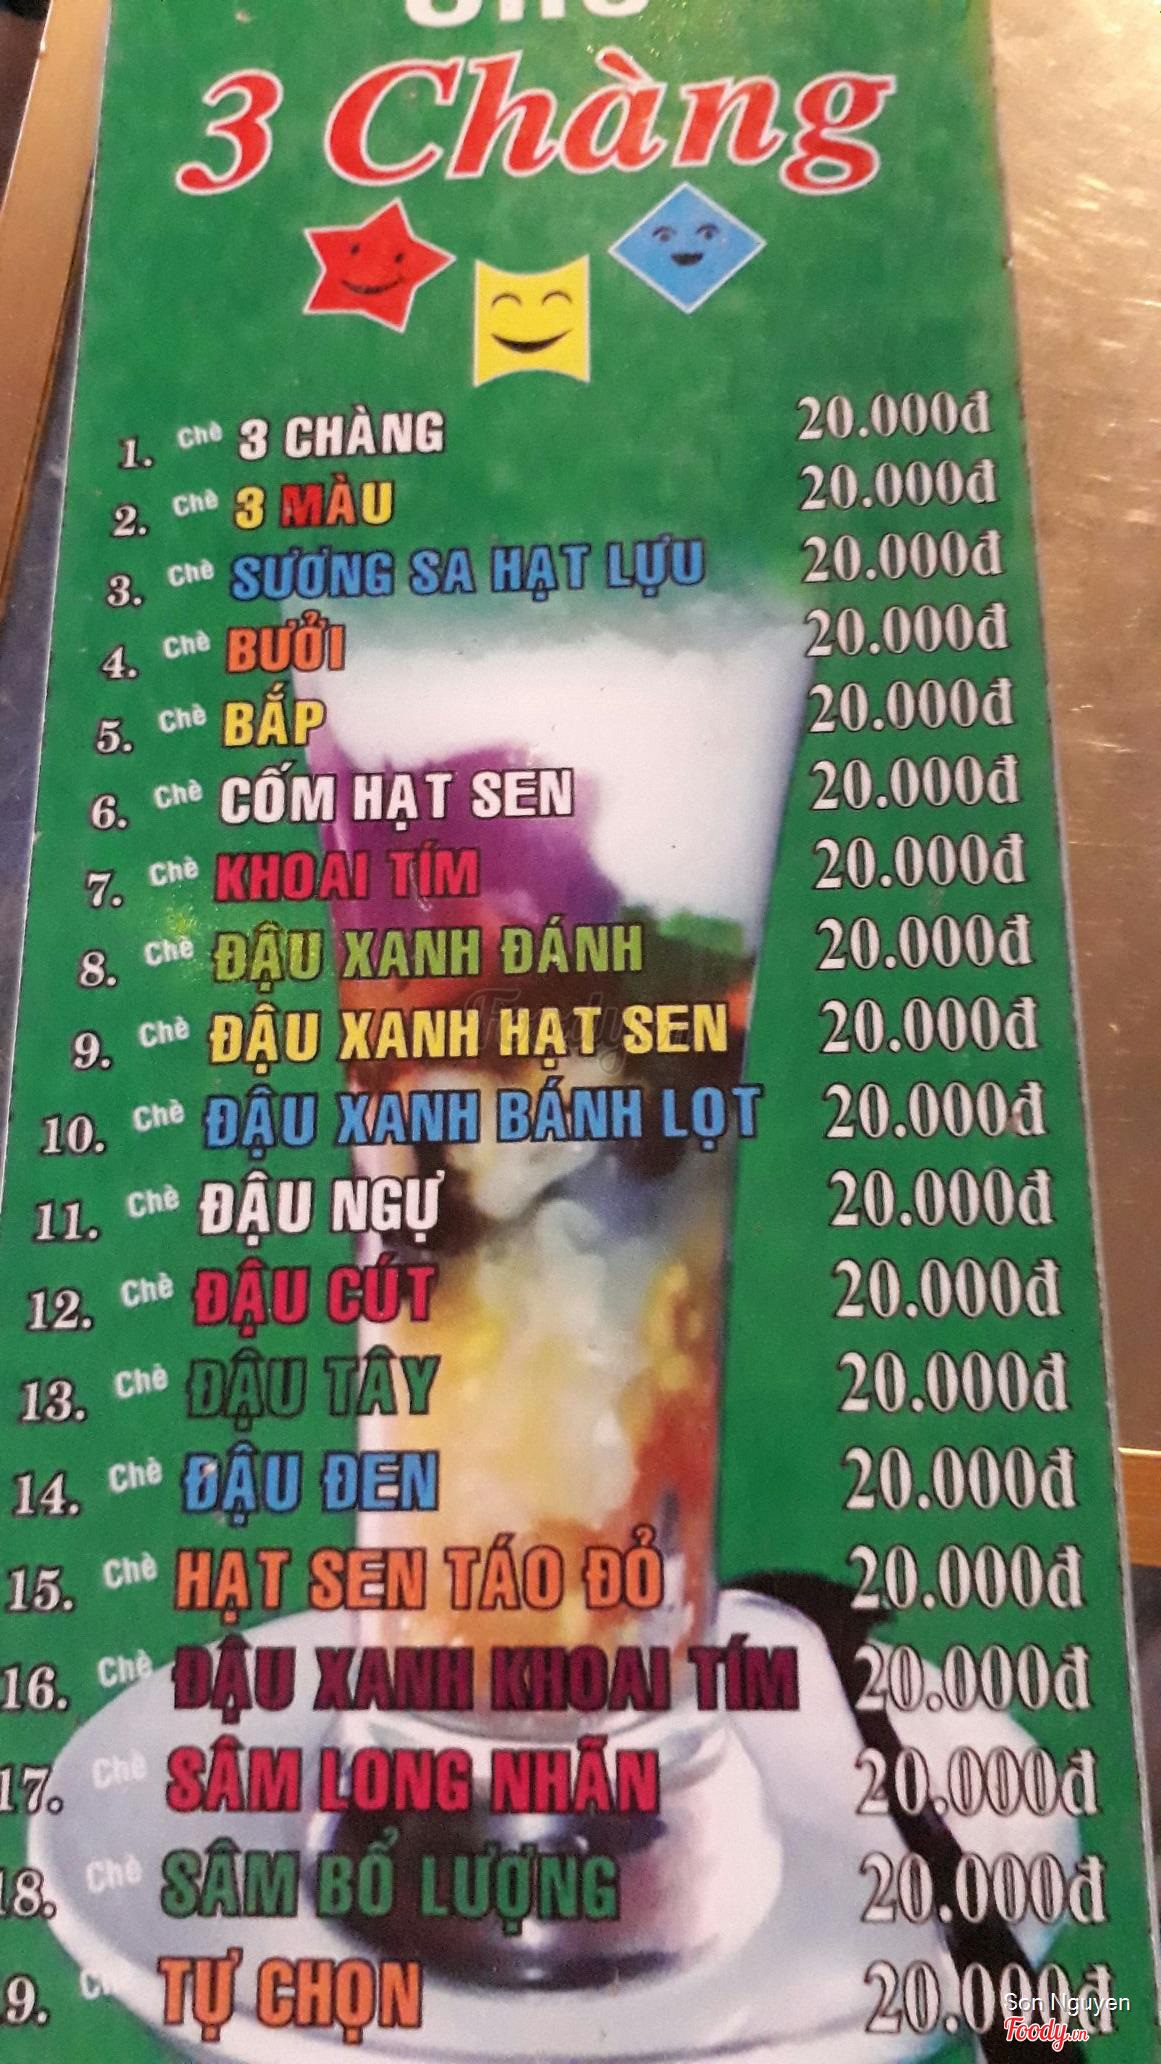 3 Chàng
1. Chè 3 CHÀNG 20.000đ
2. Chè 3 MÀU 20.000đ
3. Chè SƯƠNG SA HẠT LỰU 20.000đ
4. Chè BƯỞI 20.000đ
5. Chè BẮP 20.000đ
6. Chè CỐM HẠT SEN 20.000đ
7. Chè KHOAI TÍM 20.000đ
8. Chè ĐẬU XANH ĐÁNH 20.000đ
9. Chè ĐẬU XANH HẠT SEN 20.000đ
10. Chè ĐẬU XANH BÁNH LỌT 20.000đ
11. Chè ĐẬU NGỰ 20.000đ
12. Chè ĐẬU CÚT 20.000đ
13. Chè ĐẬU TÂY 20.000đ
14. Chè ĐẬU ĐEN 20.000đ
15. Chè HẠT SEN TÁO ĐỎ 20.000đ
16. Chè ĐẬU XANH KHOAI TÍM 20.000đ
17. Chè SÂM LONG NHÃN 20.000đ
18. Chè SÂM BỔ LƯỢNG 20.000đ
9. TỰ CHỌN 20.000đ
Son Nguyen
Foody.vn